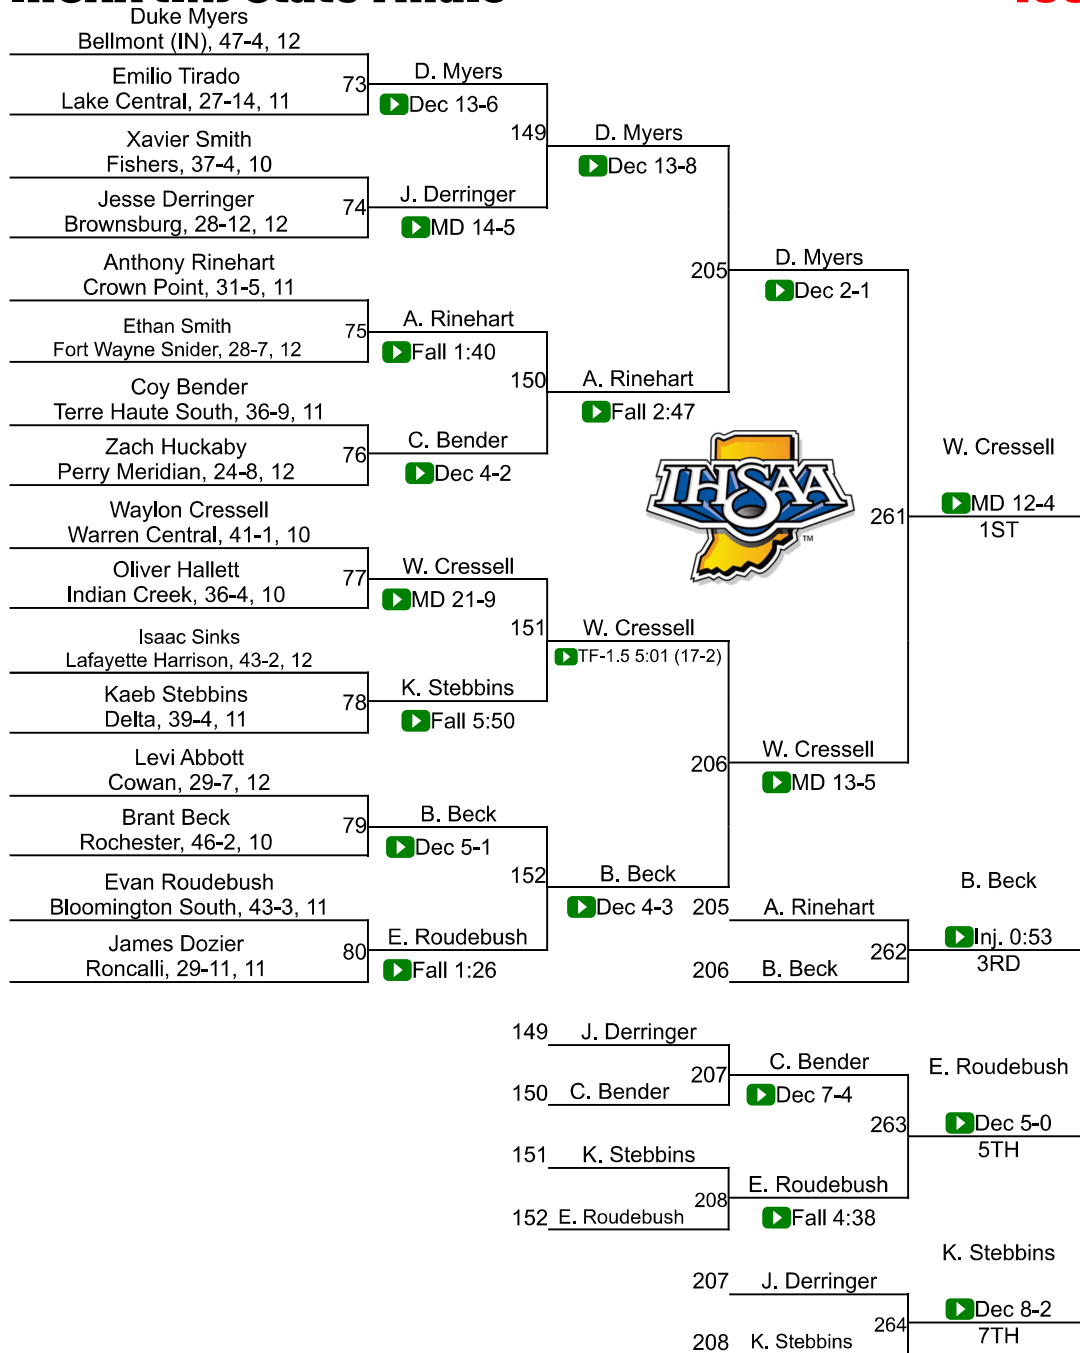 Duke Myers
Bellmont (IN), 47-4, 12
Emilio Tirado
Lake Central, 27-14, 11
73
D. Myers
Dec 13-6
Xavier Smith
Fishers, 37-4, 10
Jesse Derringer
Brownsburg, 28-12, 12
74
J. Derringer
MD 14-5
149
D. Myers
Dec 13-8
Anthony Rinehart
Crown Point, 31-5, 11
Ethan Smith
Fort Wayne Snider, 28-7, 12
75
A. Rinehart
Fall 1:40
Coy Bender
Terre Haute South, 36-9, 11
Zach Huckaby
Perry Meridian, 24-8, 12
76
C. Bender
Dec 4-2
150
A. Rinehart
Fall 2:47
205
D. Myers
Dec 2-1
Waylon Cressell
Warren Central, 41-1, 10
Oliver Hallett
Indian Creek, 36-4, 10
77
W. Cressell
MD 21-9
Isaac Sinks
Lafayette Harrison, 43-2, 12
Kaeb Stebbins
Delta, 39-4, 11
78
K. Stebbins
Fall 5:50
151
W. Cressell
TF-1.5 5:01 (17-2)
Levi Abbott
Cowan, 29-7, 12
Brant Beck
Rochester, 46-2, 10
79
B. Beck
Dec 5-1
Evan Roudebush
Bloomington South, 43-3, 11
James Dozier
Roncalli, 29-11, 11
80
E. Roudebush
Fall 1:26
152
B. Beck
Dec 4-3
206
W. Cressell
MD 13-5
IHSAA
TM
261
W. Cressell
MD 12-4
1ST
205
A. Rinehart
206
B. Beck
262
B. Beck
Inj. 0:53
3RD
149
J. Derringer
150
C. Bender
207
C. Bender
Dec 7-4
151
K. Stebbins
152
E. Roudebush
208
E. Roudebush
Fall 4:38
263
E. Roudebush
Dec 5-0
5TH
207
J. Derringer
208
K. Stebbins
264
K. Stebbins
Dec 8-2
7TH